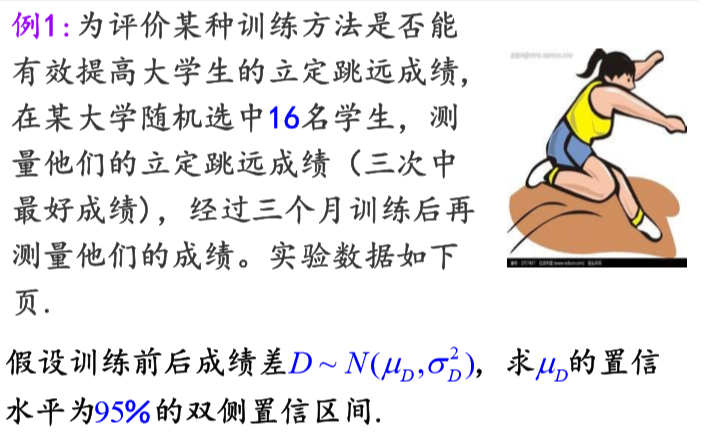 例1:为评价某种训练方法是否能
有效提高大学生的立定跳远成绩,
在某大学随机选中16名学生，测
量他们的立定跳远成绩（三次中
最好成绩），经过三个月训练后再
测量他们的成绩。实验数据如下
页.
假设训练前后成绩差D ~ N(μ_D,σ_D^2)，求μ_D的置信
水平为95%的双侧置信区间.